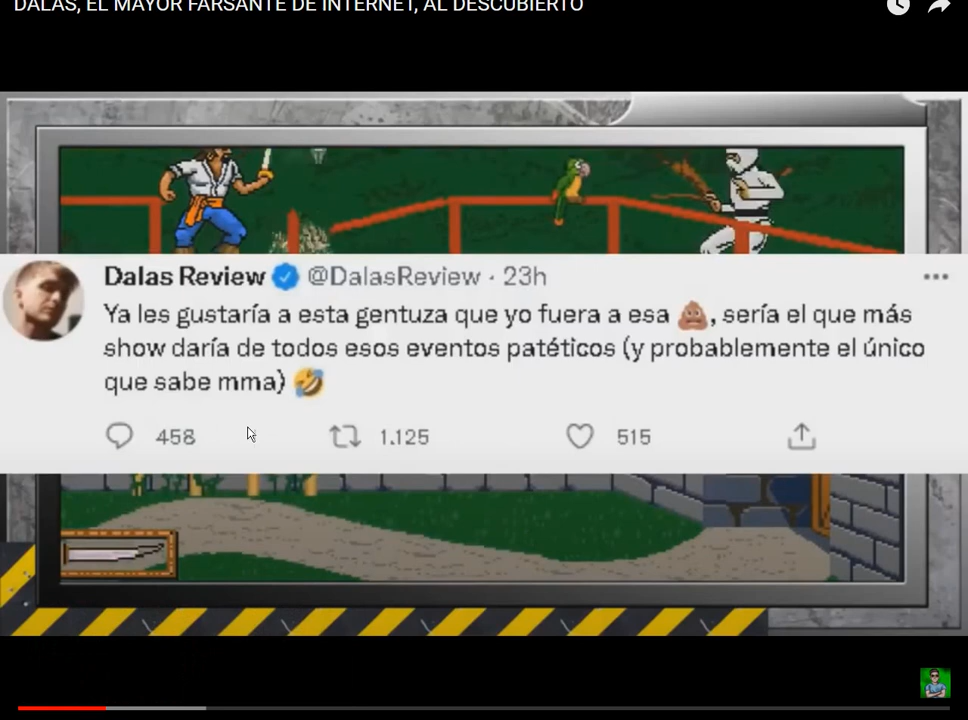 DALAS, EL MAYOR FARSANTE DE INTERNET, AL DESCUBIERTO
Dalas Review @DalasReview · 23h
Ya les gustaría a esta gentuza que yo fuera a esa 💩, sería el que más
show daría de todos esos eventos patéticos (y probablemente el único
que sabe mma) 🤣
458 1.125 515